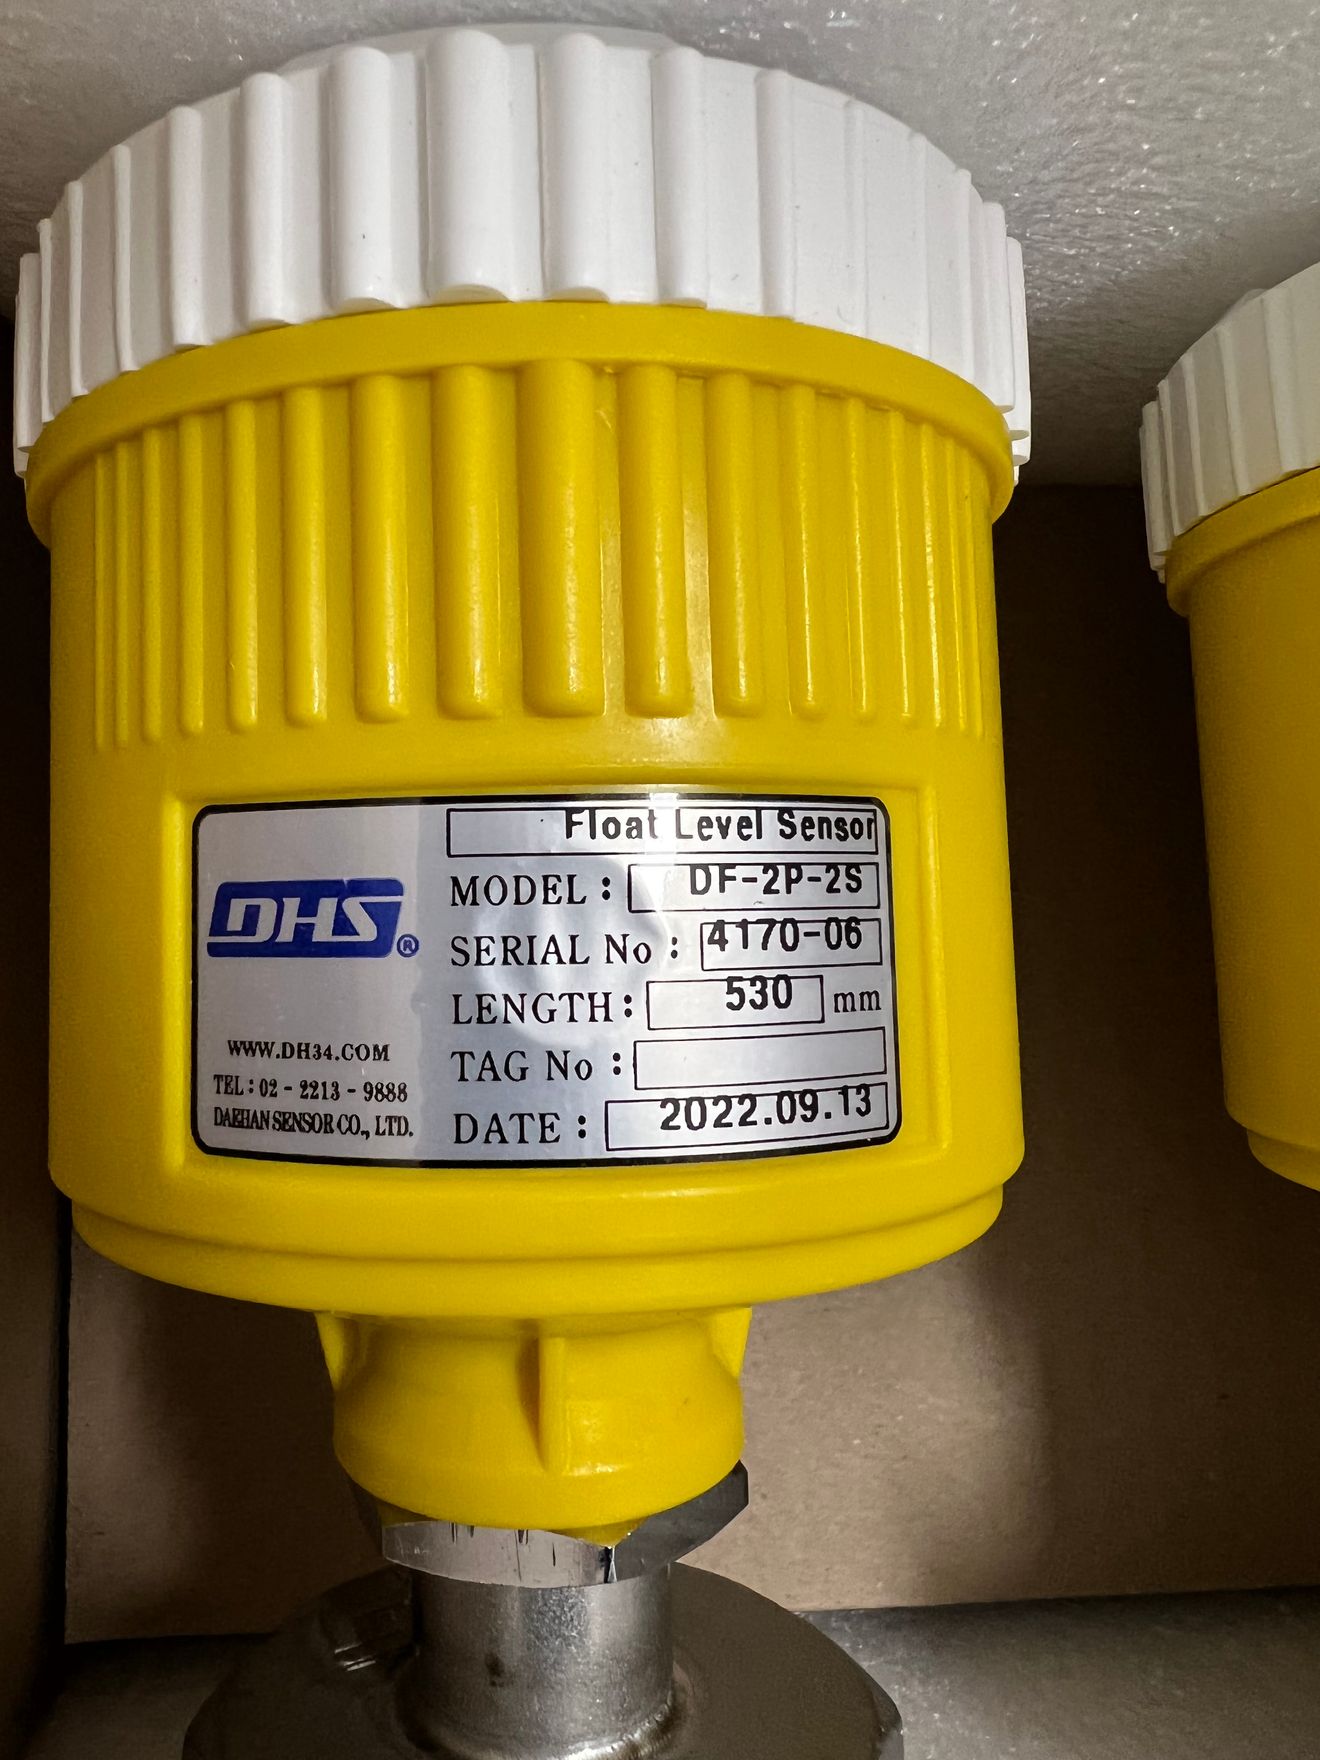 Float Level Sensor
MODEL : DF-2P-2S
SERIAL No : 4170-06
LENGTH : 530 mm
TAG No :
DATE : 2022.09.13
DHS®
WWW.DH34.COM
TEL : 02 - 2213 - 9888
DAEHAN SENSOR CO., LTD.